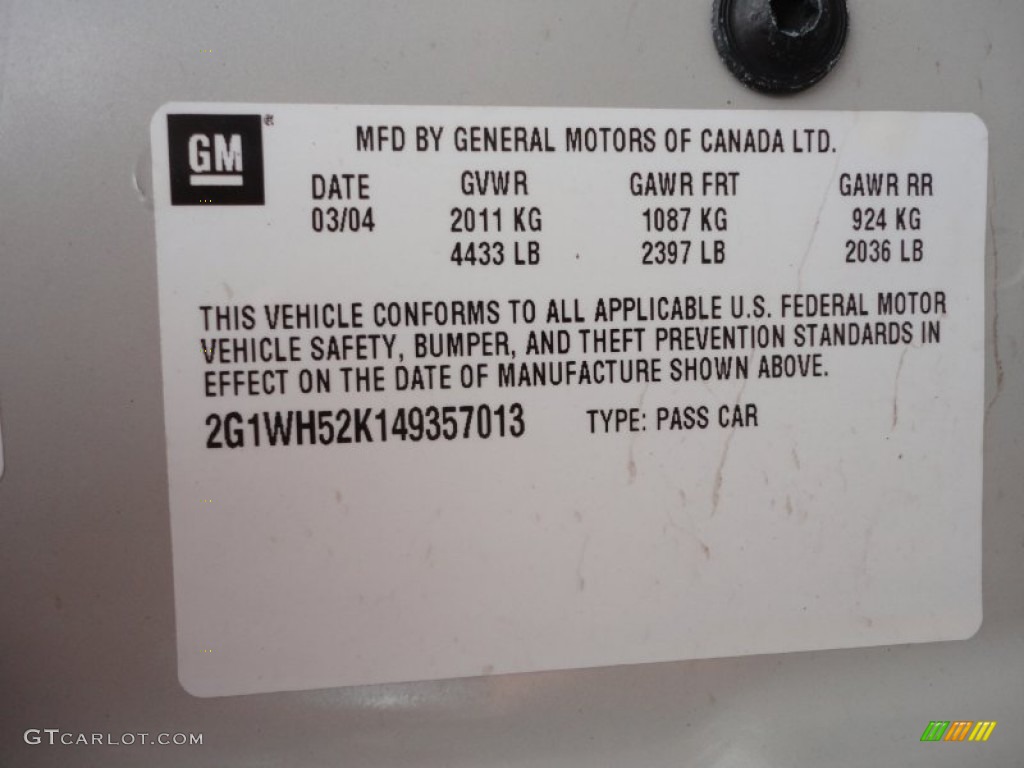 GM® MFD BY GENERAL MOTORS OF CANADA LTD.
DATE GVWR GAWR FRT GAWR RR
03/04 2011 KG 1087 KG 924 KG
4433 LB 2397 LB 2036 LB
THIS VEHICLE CONFORMS TO ALL APPLICABLE U.S. FEDERAL MOTOR
VEHICLE SAFETY, BUMPER, AND THEFT PREVENTION STANDARDS IN
EFFECT ON THE DATE OF MANUFACTURE SHOWN ABOVE.
2G1WH52K149357013 TYPE: PASS CAR
GTCARLOT.COM